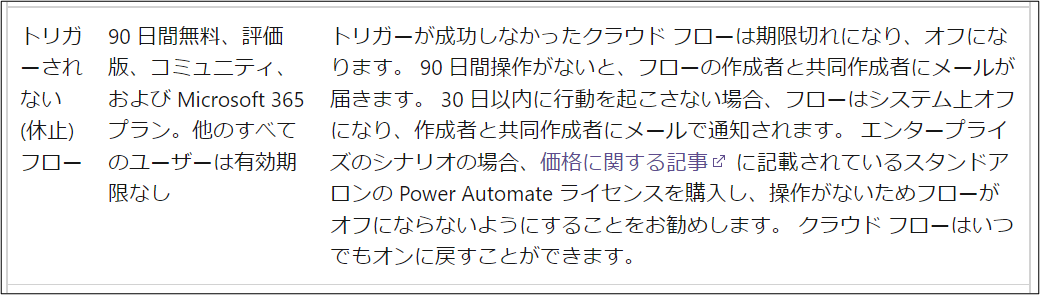 トリガ
ーされ
ない
(休止)
フロー
90 日間無料、評価
版、コミュニティ、
および Microsoft 365
プラン。他のすべて
のユーザーは有効期
限なし
トリガーが成功しなかったクラウド フローは期限切れになり、オフにな
ります。 90 日間操作がないと、フローの作成者と共同作成者にメールが
届きます。 30 日以内に行動を起こさない場合、フローはシステム上オフ
になり、作成者と共同作成者にメールで通知されます。 エンタープライ
ズのシナリオの場合、価格に関する記事 に記載されているスタンドア
ロンの Power Automate ライセンスを購入し、操作がないためフローが
オフにならないようにすることをお勧めします。 クラウド フローはいつ
でもオンに戻すことができます。